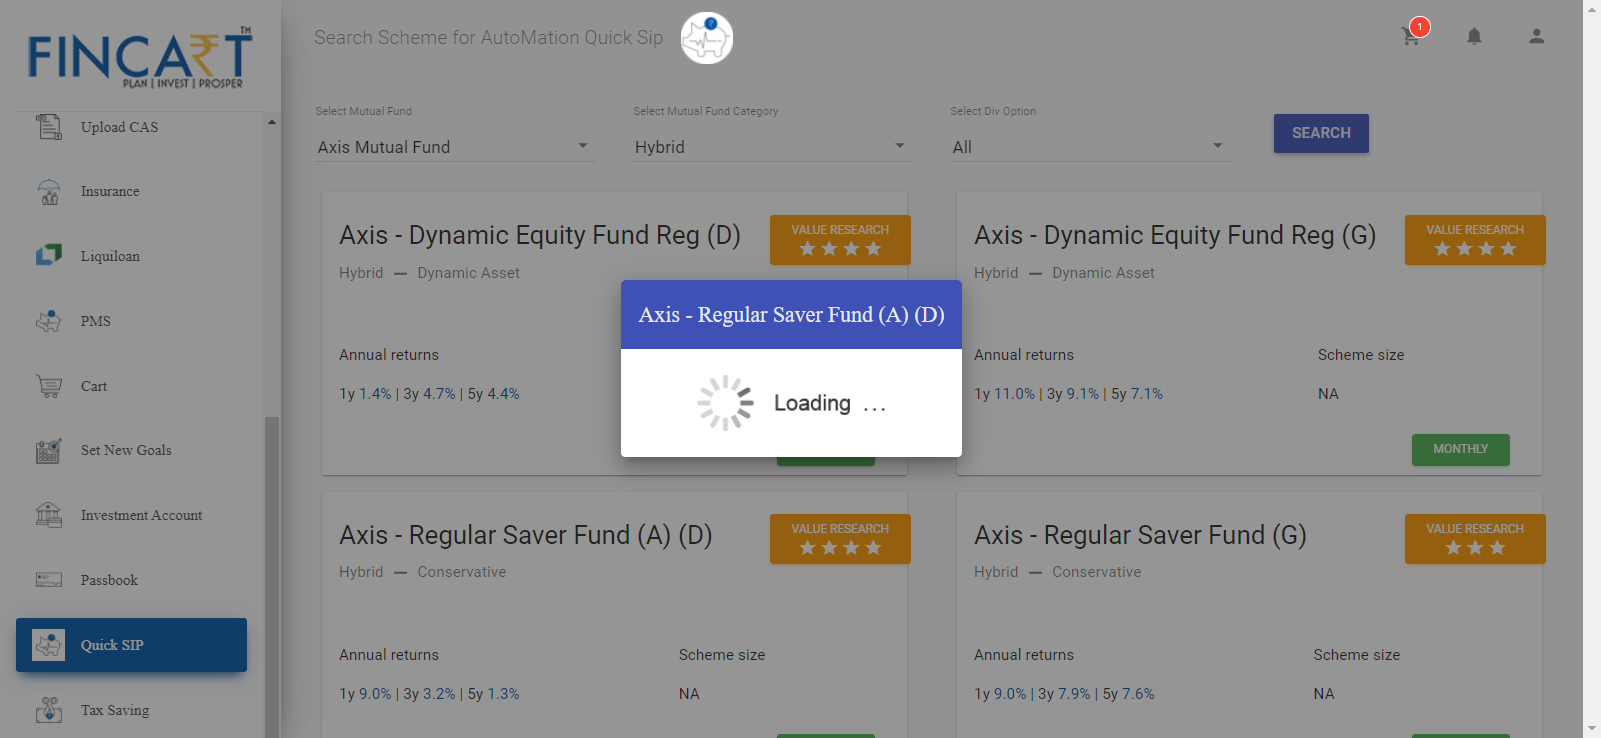 FINCART TM
PLAN | INVEST | PROSPER
Upload CAS
Insurance
Liquiloan
PMS
Cart
Set New Goals
Investment Account
Passbook
Quick SIP
Tax Saving
Search Scheme for AutoMation Quick Sip
1
Select Mutual Fund
Axis Mutual Fund
Select Mutual Fund Category
Hybrid
Select Div Option
All
SEARCH
Axis - Dynamic Equity Fund Reg (D)
VALUE RESEARCH
Hybrid — Dynamic Asset
Annual returns
1y 1.4% | 3y 4.7% | 5y 4.4%
Axis - Dynamic Equity Fund Reg (G)
VALUE RESEARCH
Hybrid — Dynamic Asset
Annual returns
Scheme size
1y 11.0% | 3y 9.1% | 5y 7.1%
NA
MONTHLY
Axis - Regular Saver Fund (A) (D)
Loading ...
Axis - Regular Saver Fund (A) (D)
VALUE RESEARCH
Hybrid — Conservative
Annual returns
Scheme size
1y 9.0% | 3y 3.2% | 5y 1.3%
NA
Axis - Regular Saver Fund (G)
VALUE RESEARCH
Hybrid — Conservative
Annual returns
Scheme size
1y 9.0% | 3y 7.9% | 5y 7.6%
NA